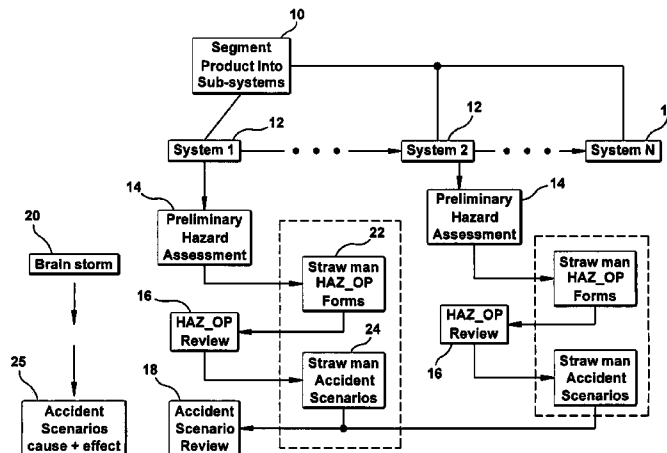 10
Segment
Product Into
Sub-systems
12
12
1
System 1
System 2
System N
14
14
Preliminary
Hazard
Assessment
Preliminary
Hazard
Assessment
20
22
Brain storm
Straw man
HAZ_OP
Forms
Straw man
HAZ_OP
Forms
16
HAZ_OP
Review
24
HAZ_OP
Review
16
Straw man
Accident
Scenarios
Straw man
Accident
Scenarios
25
18
Accident
Scenarios
cause + effect
Accident
Scenario
Review